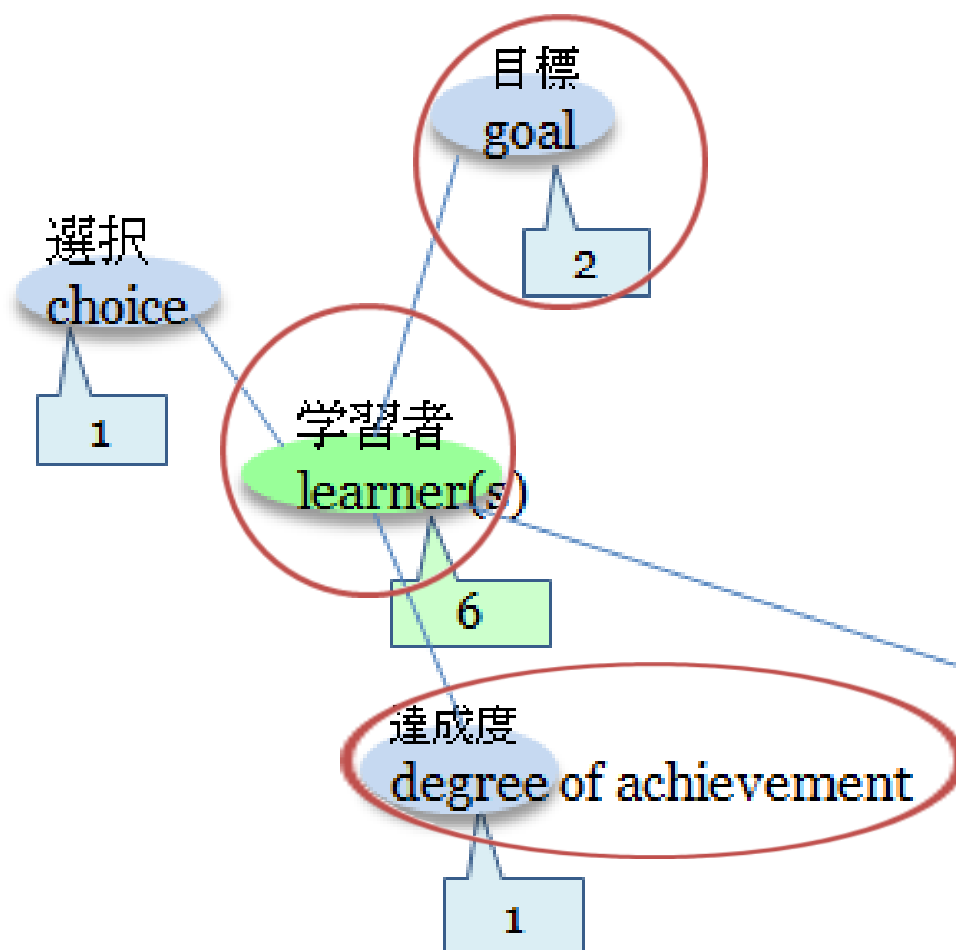 目標
goal
2
選択
choice
1
学習者
learner(s)
6
達成度
degree of achievement
1